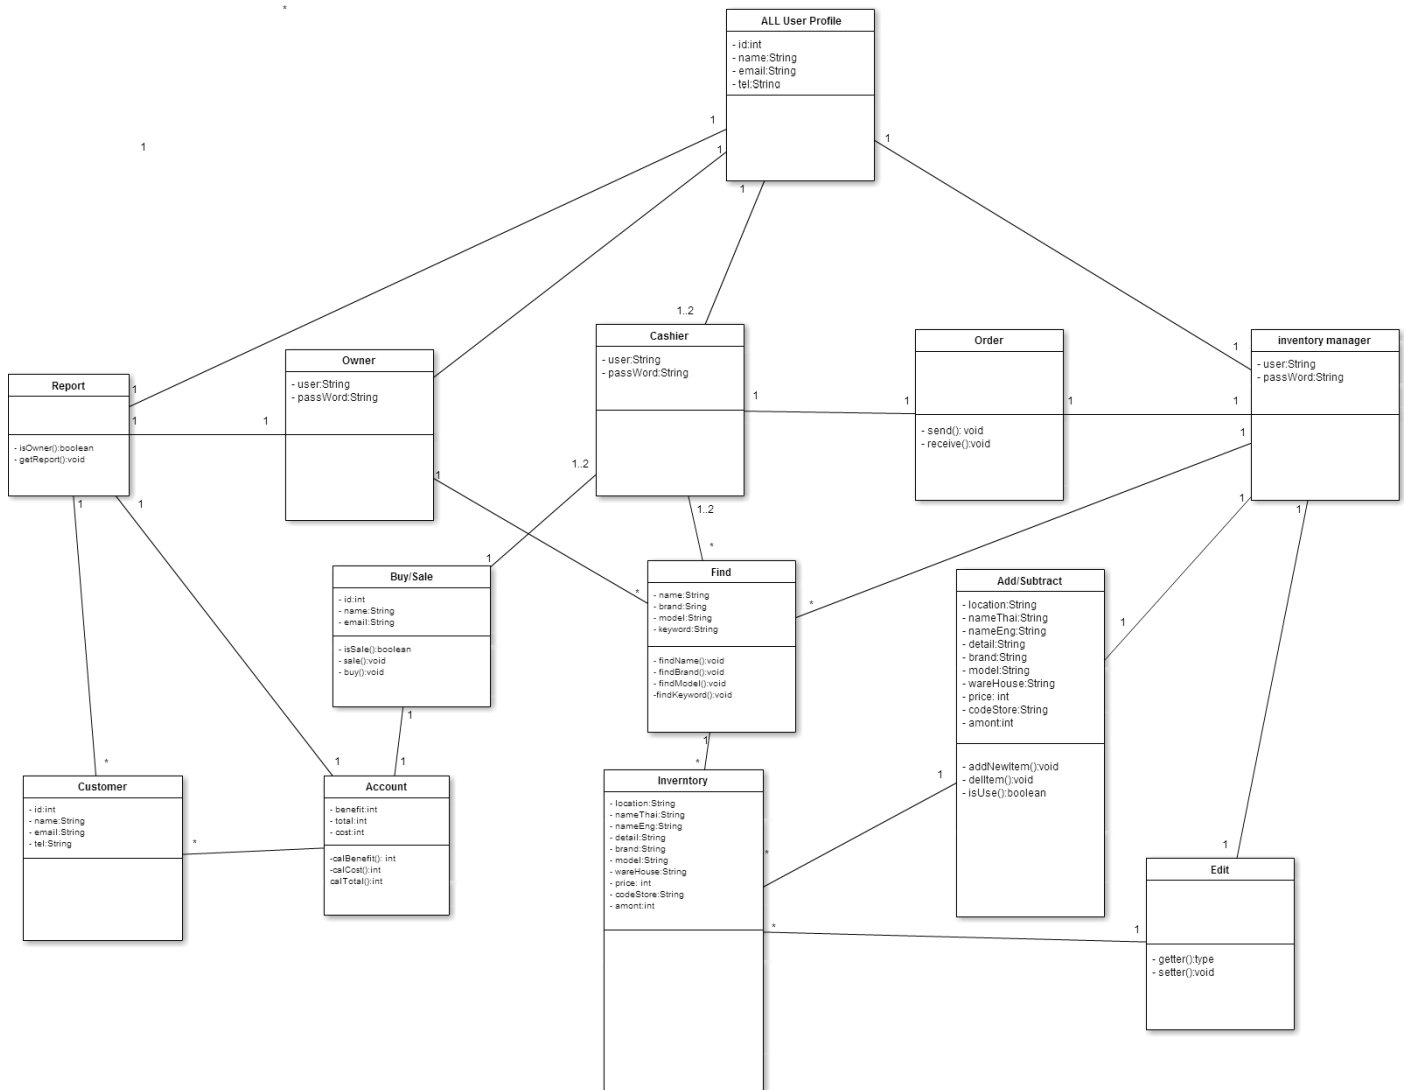 *
ALL User Profile
- id:int
- name:String
- email:String
- tel:String
1
1
1
1
1
1..2
1
1
1
1
Report
- isOwner():boolean
- getReport():void
1
1
Owner
- user:String
- passWord:String
1
1
Cashier
- user:String
- passWord:String
1..2
1..2
1
Order
- send(): void
- receive():void
1
1
1
inventory manager
- user:String
- passWord:String
1
1
1
1
Buy/Sale
- id:int
- name:String
- email:String
- isSale():boolean
- sale():void
- buy():void
1
*
*
*
Find
- name:String
- brand:Sring
- model:String
- keyword:String
- findName():void
- findBrand():void
- findModel():void
-findKeyword():void
1
1
Add/Subtract
- location:String
- nameThai:String
- nameEng:String
- detail:String
- brand:String
- model:String
- wareHouse:String
- price: int
- codeStore:String
- amont:int
- addNewItem():void
- delItem():void
- isUse():boolean
1
*
Customer
- id:int
- name:String
- email:String
- tel:String
*
1
1
Account
- benefit:int
- total:int
- cost:int
-calBenefit(): int
-calCost():int
calTotal():int
*
Inverntory
- location:String
- nameThai:String
- nameEng:String
- detail:String
- brand:String
- model:String
- wareHouse:String
- price: int
- codeStore:String
- amont:int
*
*
1
1
Edit
- getter():type
- setter():void